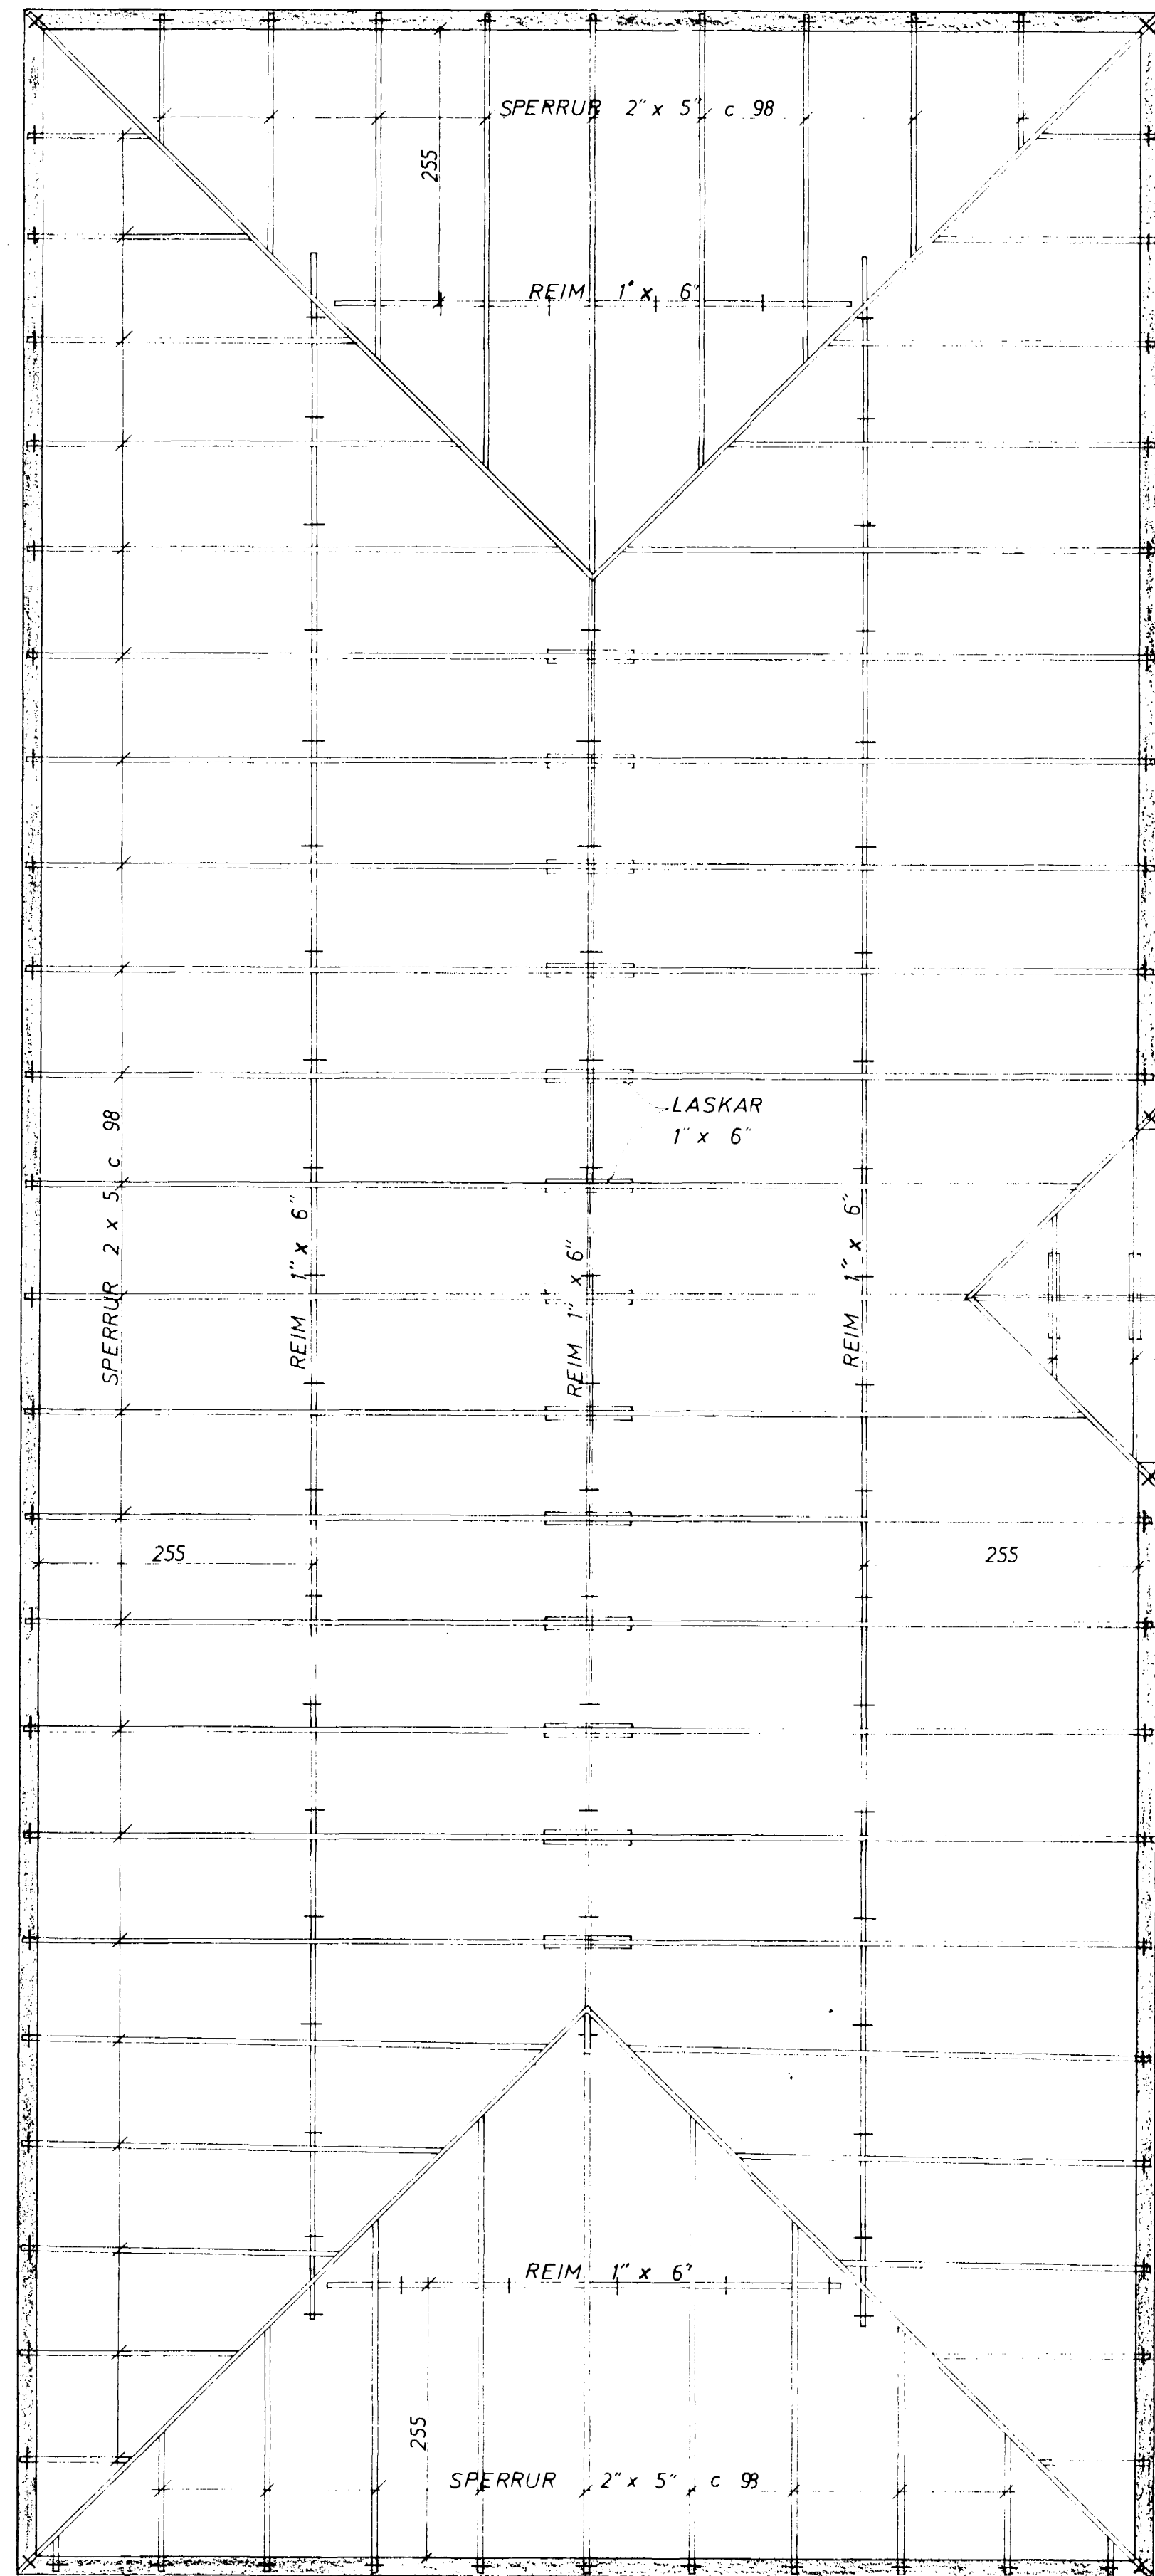 SPERRUR 2" x 5" c 98
255
REIM 1" x 6"
LASKAR
1" x 6"
SPERRUR 2 x 5 c 98
REIM 1" x 6"
REIM 1" x 6"
REIM 1" x 6"
255
255
REIM 1" x 6"
255
SPERRUR 2" x 5" c 98